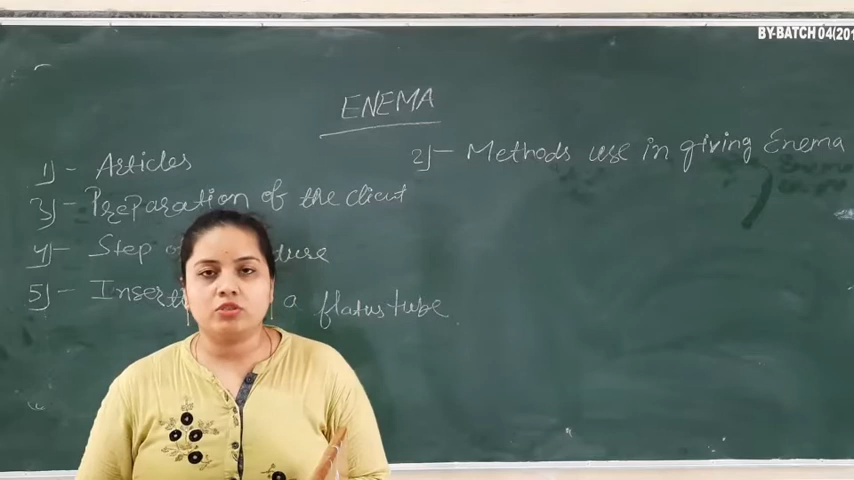 BY-BATCH 04(201
ENEMA
1) - Articles
2) - Methods use in giving Enema
3) - Preparation of the client
4) - Step
5) - a flatus tube